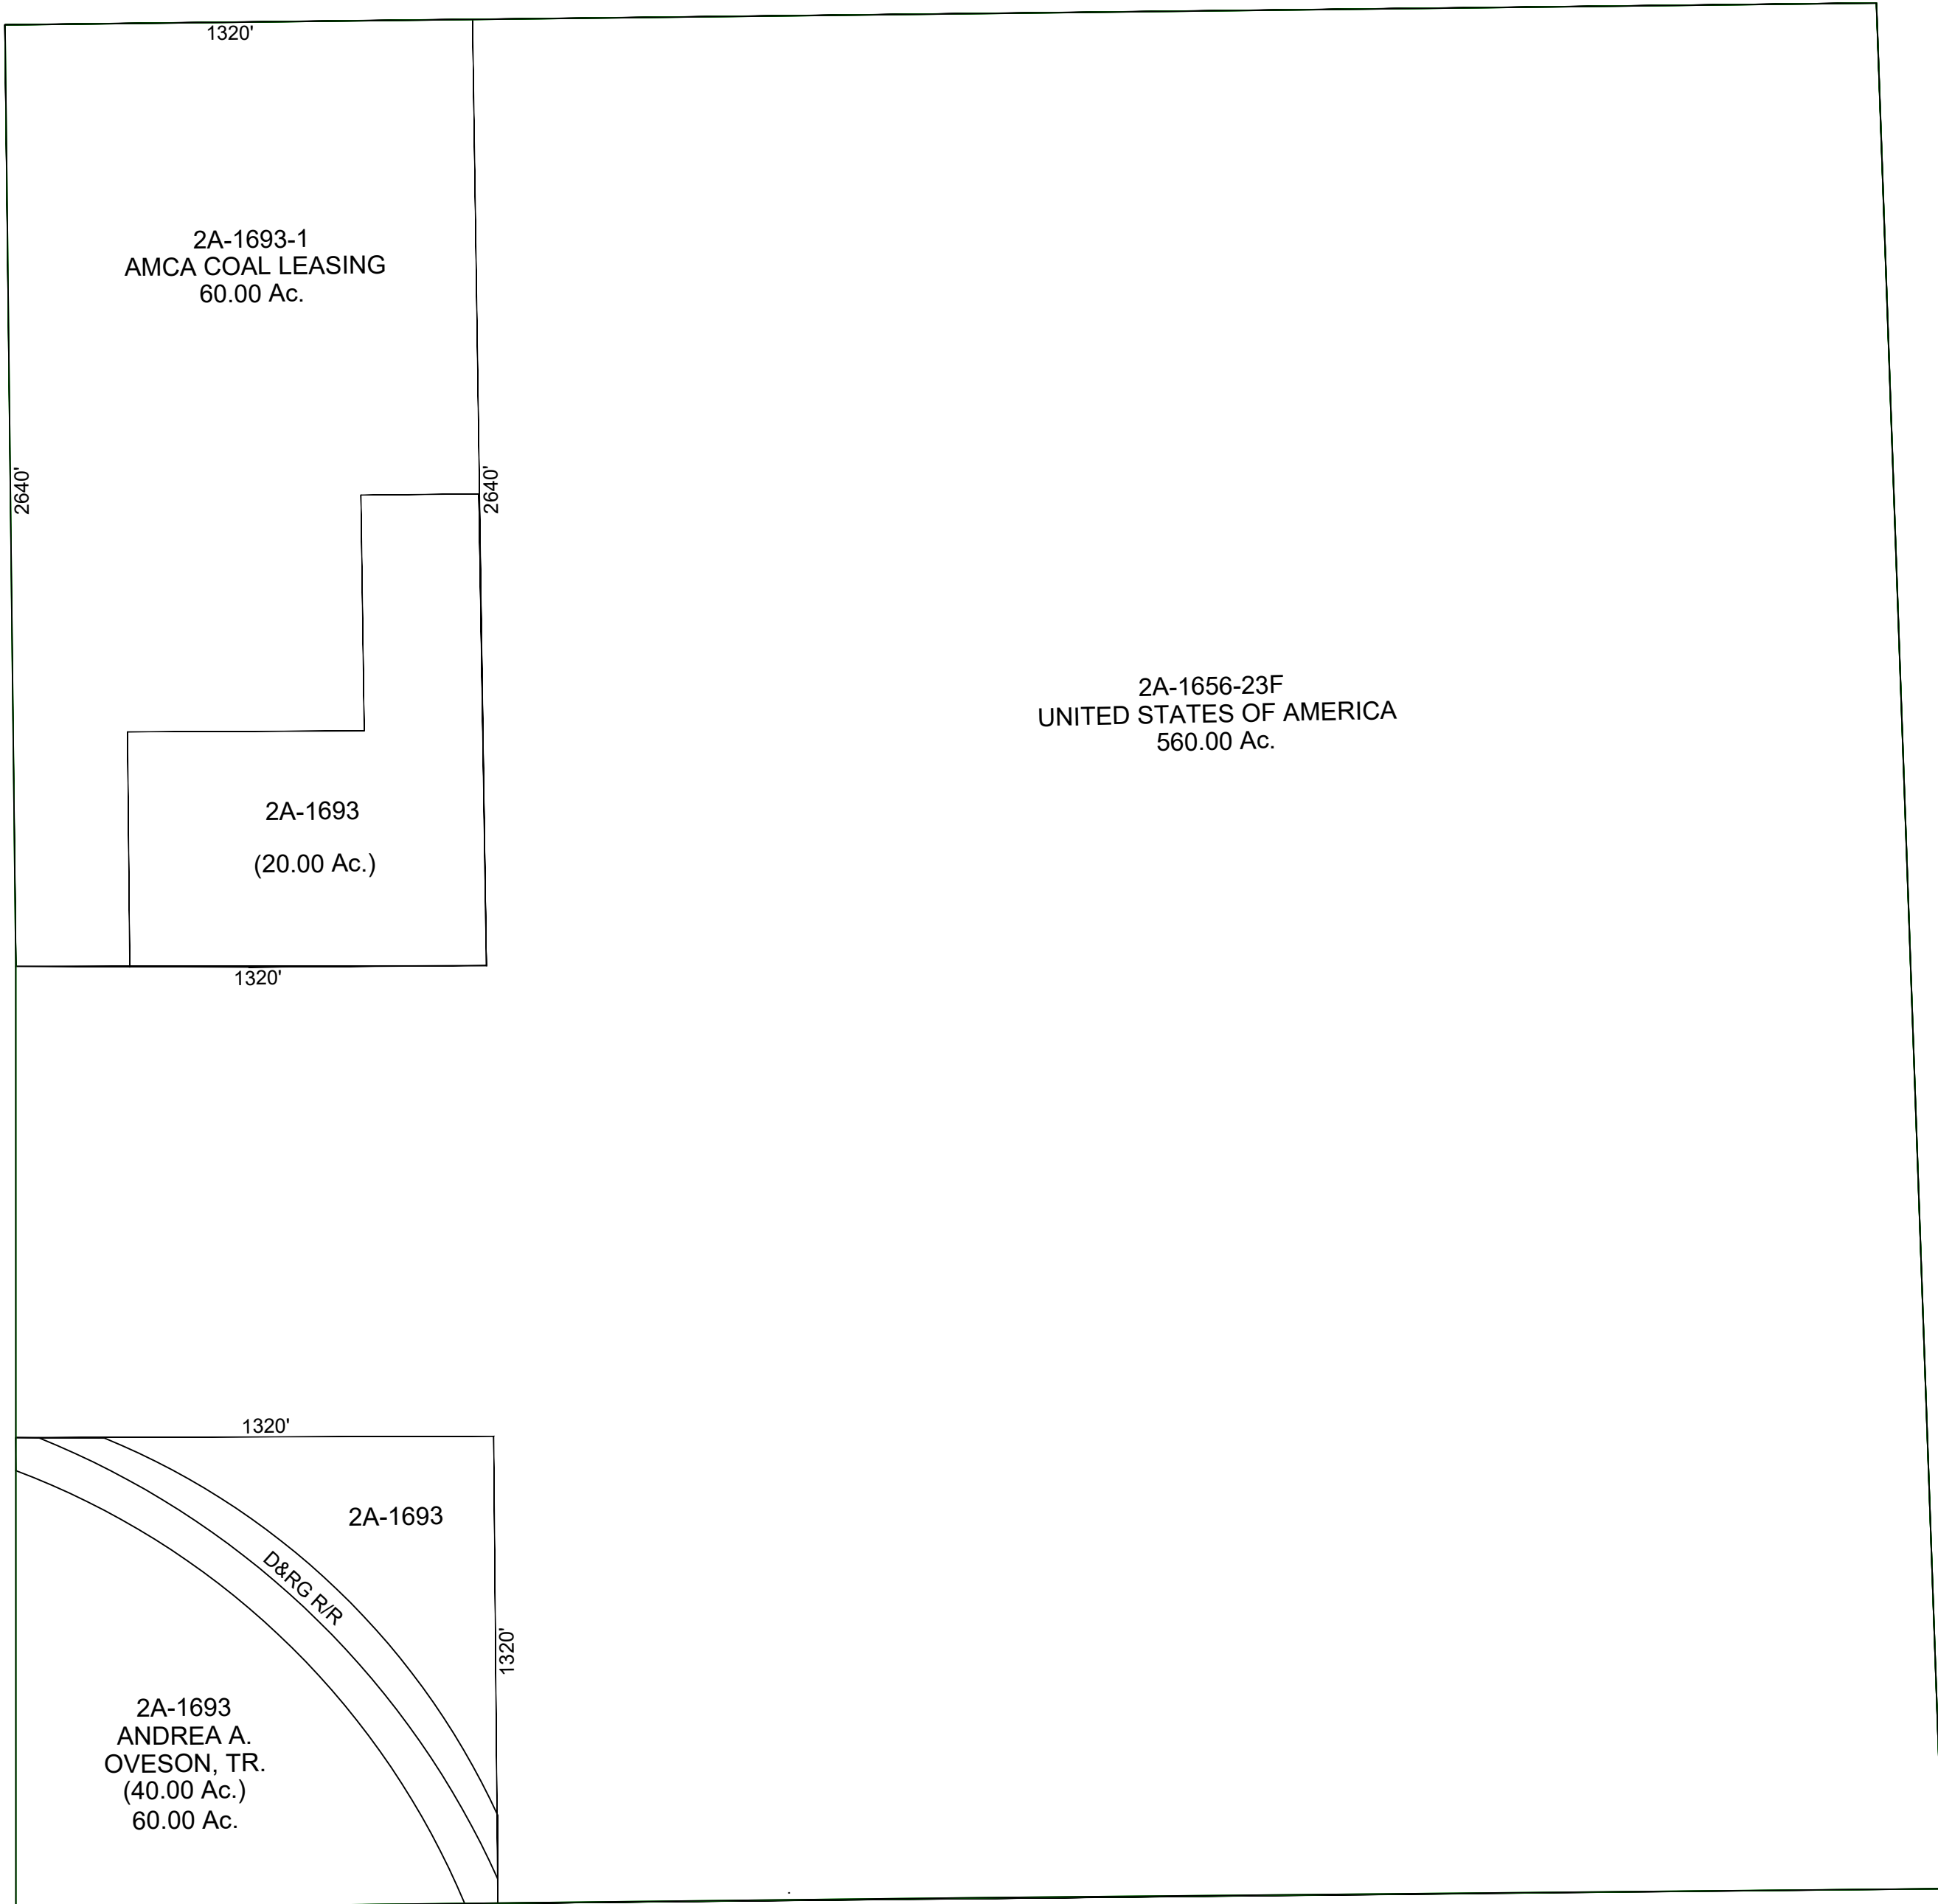 1320'
2A-1693-1
AMCA COAL LEASING
60.00 Ac.
2640'
2640'
2A-1656-23F
UNITED STATES OF AMERICA
560.00 Ac.
2A-1693
(20.00 Ac.)
1320'
1320'
2A-1693
D&RG R/R
1320'
2A-1693
ANDREA A.
OVESON, TR.
(40.00 Ac.)
60.00 Ac.